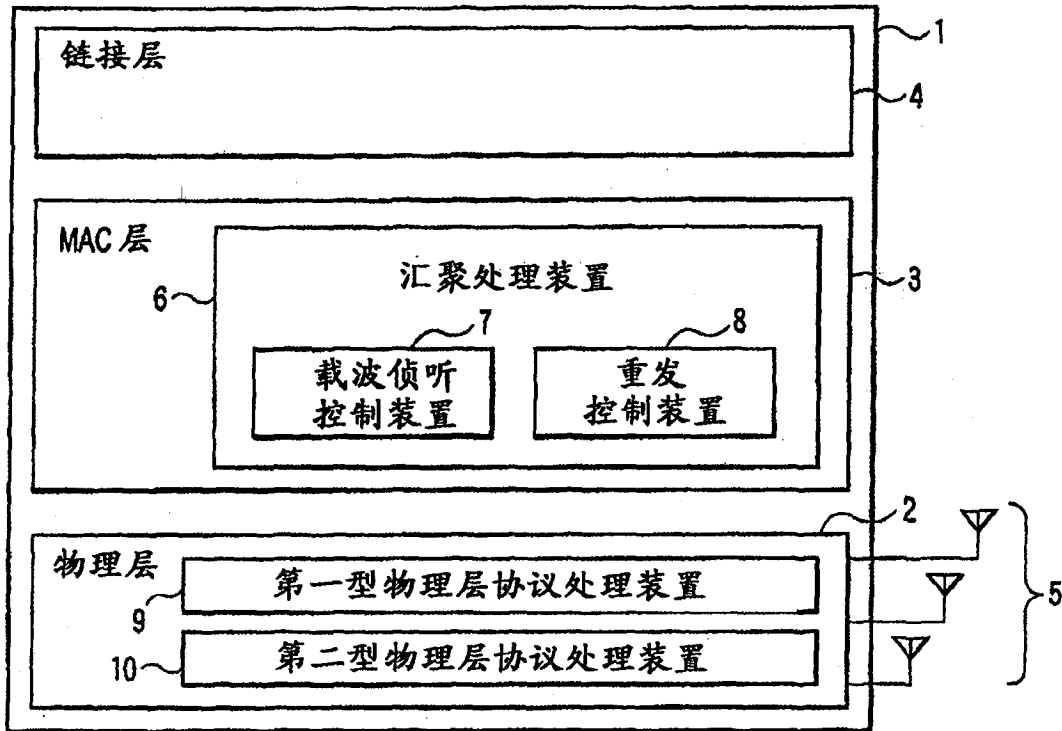 链接层
1
4
MAC 层
3
6
汇聚处理装置
7
8
载波侦听
控制装置
重发
控制装置
2
物理层
第一型物理层协议处理装置
9
5
第二型物理层协议处理装置
10